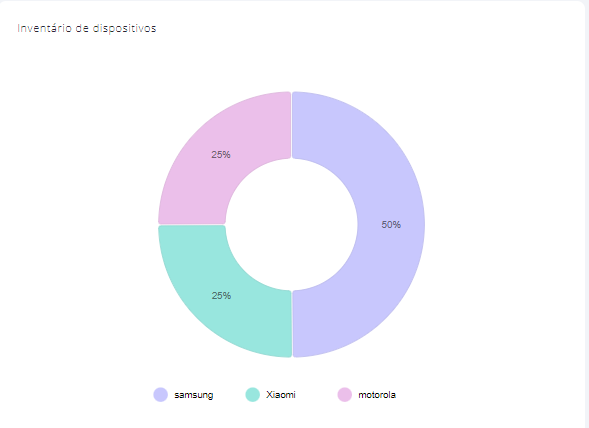 Inventário de dispositivos
25%
50%
25%
samsung Xiaomi motorola